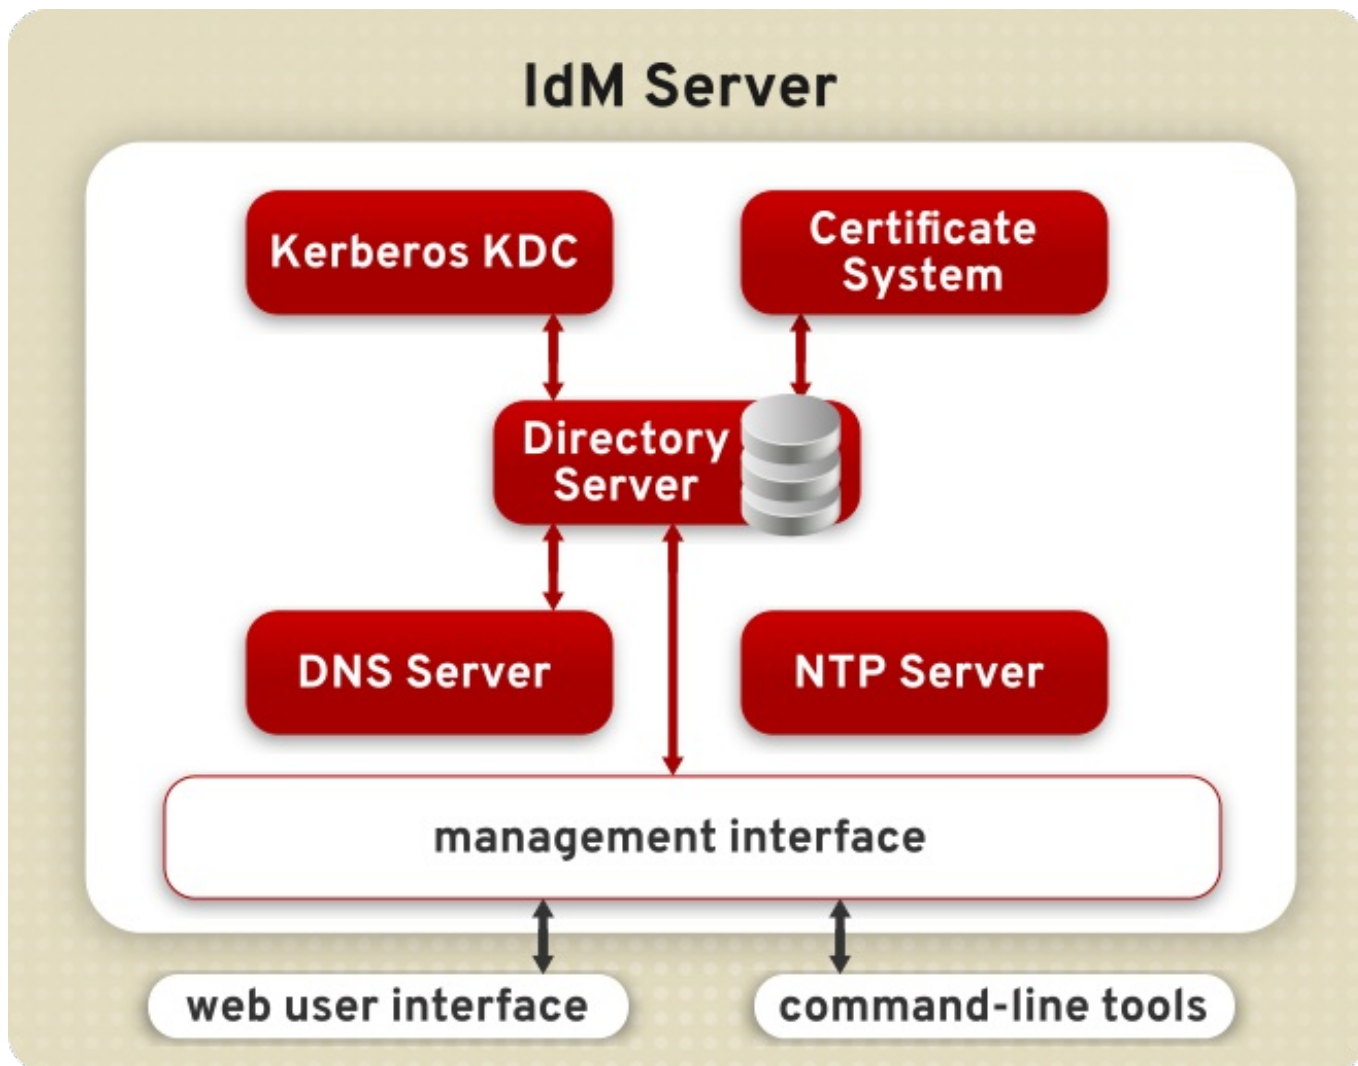 IdM Server
Kerberos KDC
Certificate
System
Directory
Server
DNS Server
NTP Server
management interface
web user interface
command-line tools